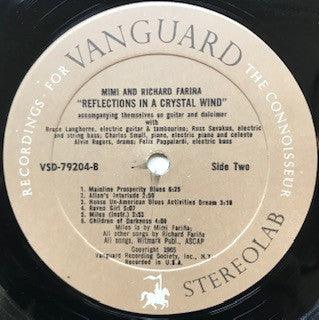 RECORDINGS FOR VANGUARD THE CONNOISSEUR
MIMI AND RICHARD FARINA
"REFLECTIONS IN A CRYSTAL WIND"
accompanying themselves on guitar and dulcimer
with
Bruce Langhorne, electric guitar & tambourine; Russ Savakus, electric
and string bass; Charles Small, piano, electric piano and celeste
Alvin Rogers, drums; Felix Pappalardi, electric bass
VSD-79204-B Side Two
1. Mainline Prosperity Blues 6:25
2. Allen's Interlude 2:50
3. House Un-American Blues Activities Dream 3:10
4. Raven Girl 5:07
5. Miles (Instr.) 2:53
6. Children of Darkness 4:00
Miles is by Mimi Fariña;
All other songs by Richard Fariña
All songs, Witmark Publ., ASCAP
Copyright 1965
Vanguard Recording Society, Inc., N.Y.
Recorded in U.S.A.
STEREOLAB